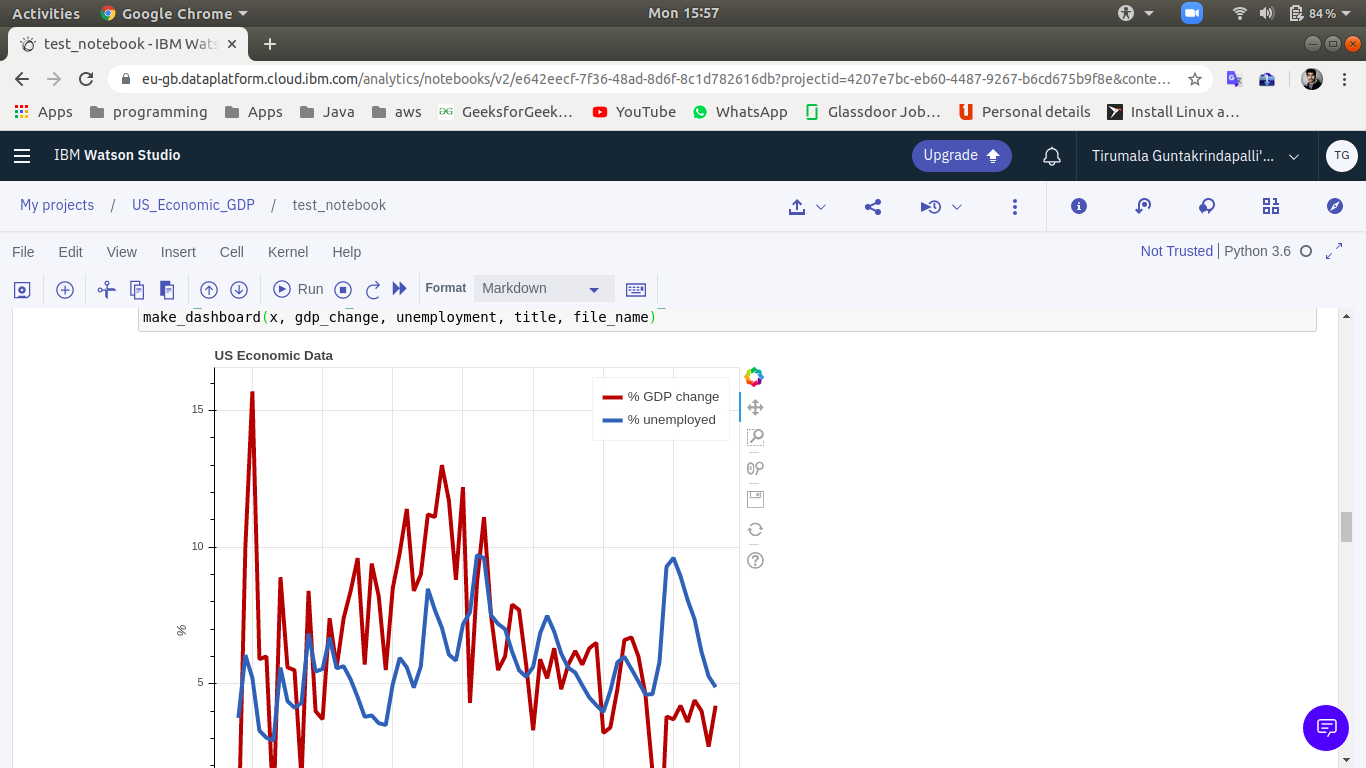 Activities Google Chrome Mon 15:57 84 %
test_notebook - IBM Wats
eu-gb.dataplatform.cloud.ibm.com/analytics/notebooks/v2/e642eecf-7f36-48ad-8d6f-8c1d782616db?projectid=4207e7bc-eb60-4487-9267-b6cd675b9f8e&conte...
Apps programming Apps Java aws GeeksforGeek... YouTube WhatsApp Glassdoor Job... Personal details Install Linux a...
IBM Watson Studio Upgrade Tirumala Guntakrindapalli'... TG
My projects / US_Economic_GDP / test_notebook
File Edit View Insert Cell Kernel Help Not Trusted | Python 3.6
Run Format Markdown
make_dashboard(x, gdp_change, unemployment, title, file_name)
US Economic Data
% GDP change
% unemployed
15
10
%
5